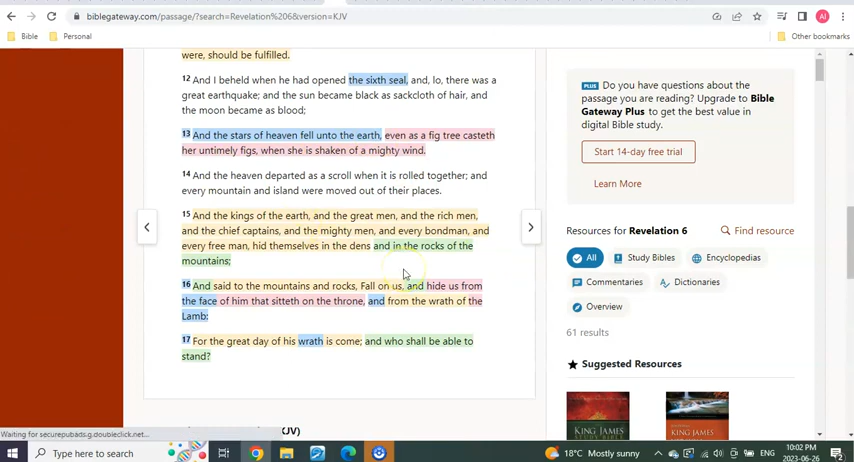 biblegateway.com/passage/?search=Revelation%206&version=KJV
AI
Bible
Personal
Other bookmarks
were, should be fulfilled.
12 And I beheld when he had opened the sixth seal, and, lo, there was a
great earthquake; and the sun became black as sackcloth of hair, and
the moon became as blood;
13 And the stars of heaven fell unto the earth, even as a fig tree casteth
her untimely figs, when she is shaken of a mighty wind.
14 And the heaven departed as a scroll when it is rolled together; and
every mountain and island were moved out of their places.
15 And the kings of the earth, and the great men, and the rich men,
and the chief captains, and the mighty men, and every bondman, and
every free man, hid themselves in the dens and in the rocks of the
mountains;
16 And said to the mountains and rocks, Fall on us, and hide us from
the face of him that sitteth on the throne, and from the wrath of the
Lamb:
17 For the great day of his wrath is come; and who shall be able to
stand?
KJV)
PLUS Do you have questions about the
passage you are reading? Upgrade to Bible
Gateway Plus to get the best value in
digital Bible study.
Start 14-day free trial
Learn More
Resources for Revelation 6
Find resource
All
Study Bibles
Encyclopedias
Commentaries
Dictionaries
Overview
61 results
Suggested Resources
KING JAMES
STUDY BIBLE
KING JAMES
Waiting for securepubads.g.doubleclick.net...
Type here to search
18°C Mostly sunny
ENG
10:02 PM
2023-06-26
2